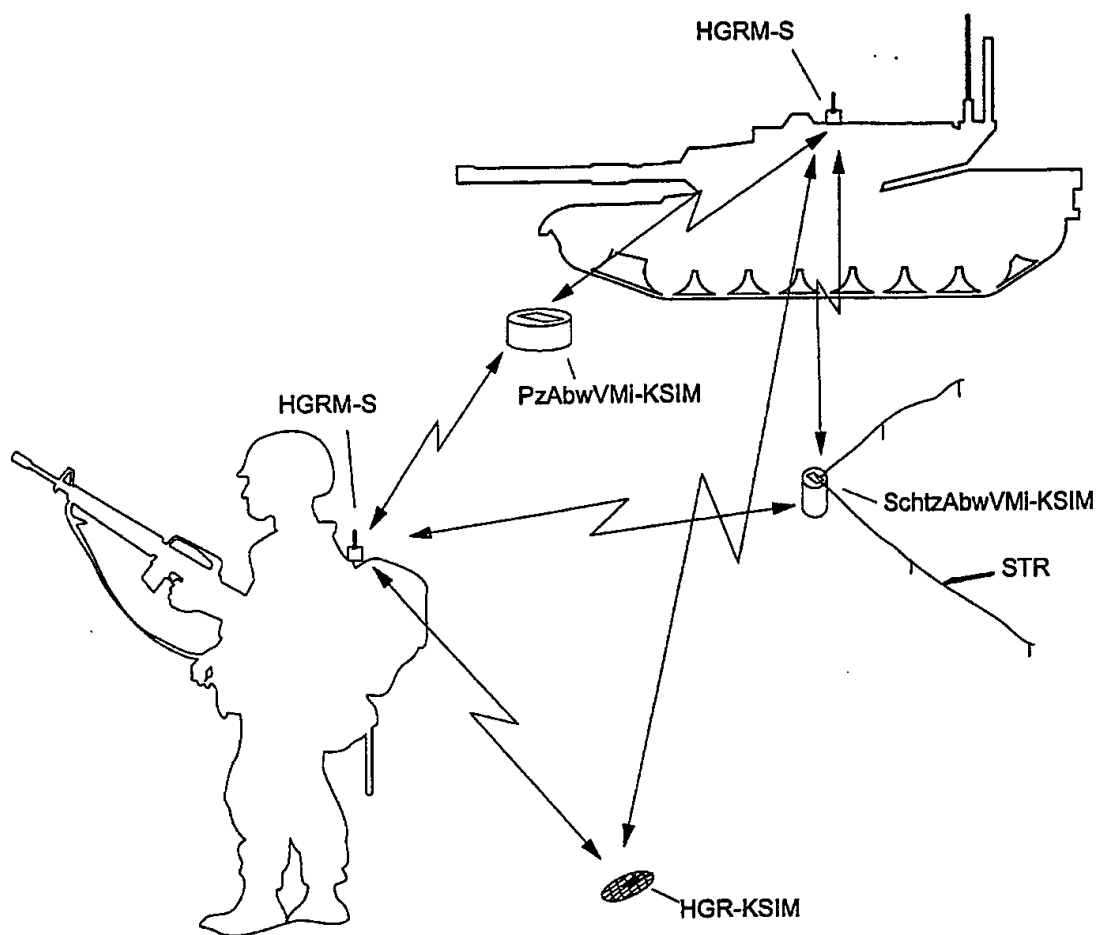 HGRM-S
PzAbwVMi-KSIM
HGRM-S
SchtzAbwVMi-KSIM
STR
HGR-KSIM